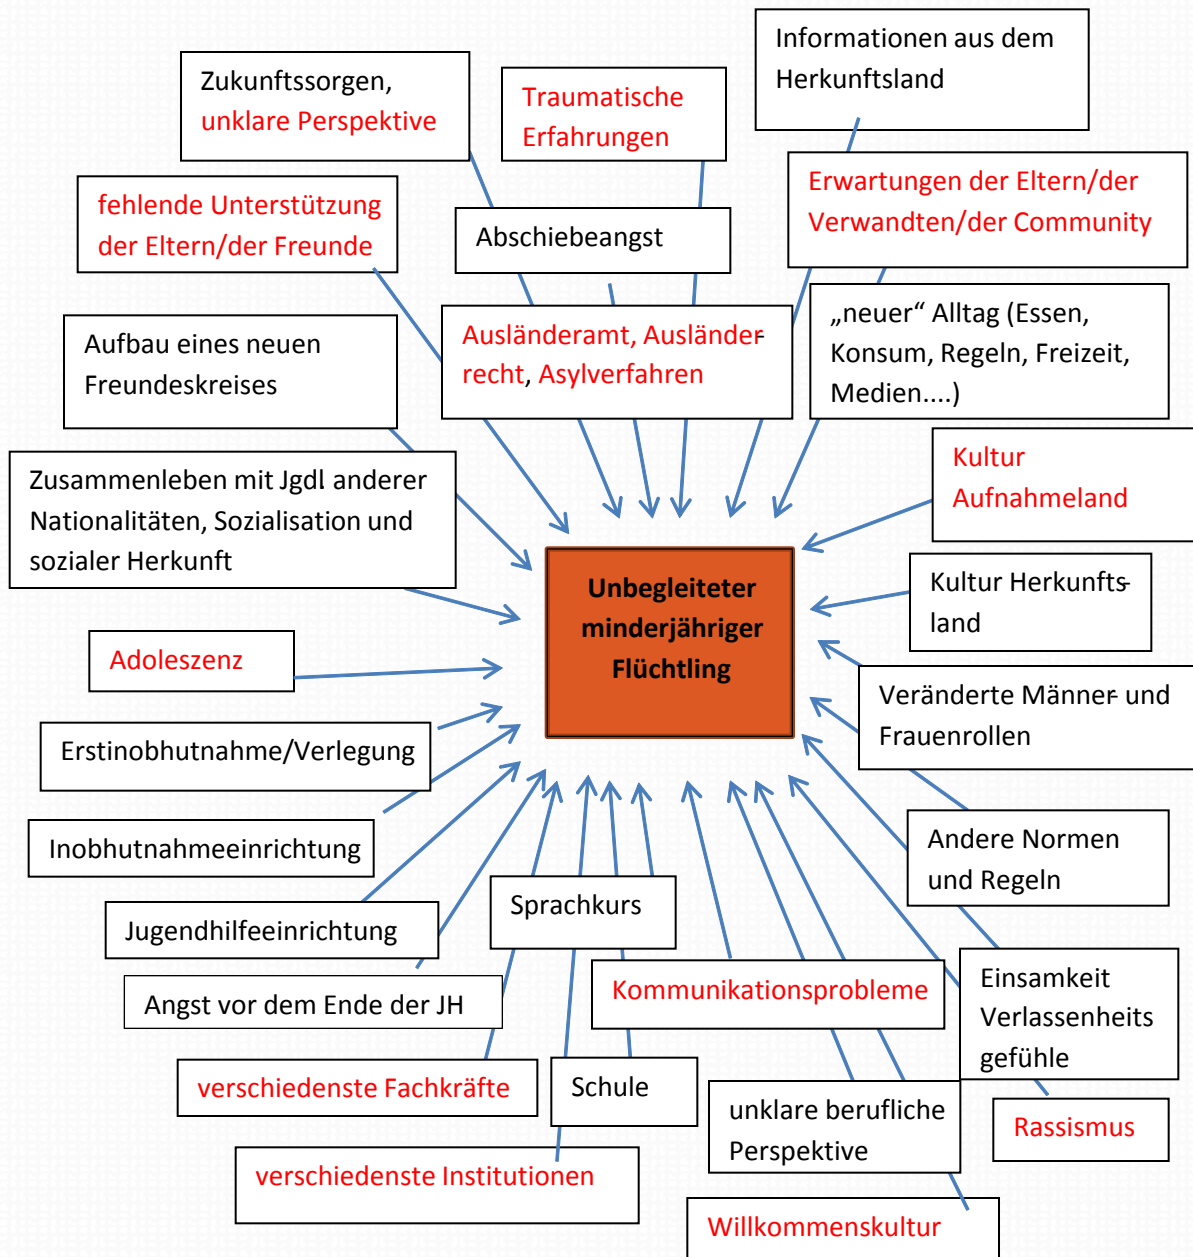 Informationen aus dem
Herkunftsland
Zukunftssorgen,
unklare Perspektive
Traumatische
Erfahrungen
Erwartungen der Eltern/der
Verwandten/der Community
fehlende Unterstützung
der Eltern/der Freunde
Abschiebeangst
„neuer“ Alltag (Essen,
Konsum, Regeln, Freizeit,
Medien....)
Ausländeramt, Ausländer-
recht, Asylverfahren
Aufbau eines neuen
Freundeskreises
Kultur
Aufnahmeland
Zusammenleben mit Jgdl. anderer
Nationalitäten, Sozialisation und
sozialer Herkunft
Unbegleiteter
minderjähriger
Flüchtling
Kultur Herkunfts-
land
Adoleszenz
Veränderte Männer- und
Frauenrollen
Erstinobhutnahme/Verlegung
Inobhutnahmeeinrichtung
Andere Normen
und Regeln
Jugendhilfeeinrichtung
Sprachkurs
Angst vor dem Ende der JH
Kommunikationsprobleme
Einsamkeit
Verlassenheits
gefühle
verschiedenste Fachkräfte
Schule
unklare berufliche
Perspektive
Rassismus
verschiedenste Institutionen
Willkommenskultur